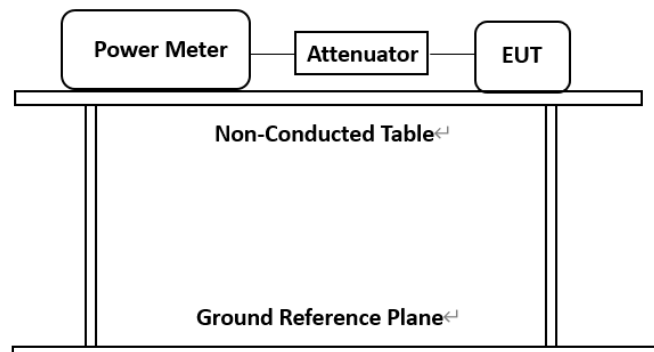 Power Meter
Attenuator
EUT
Non-Conducted Table↵
Ground Reference Plane↵